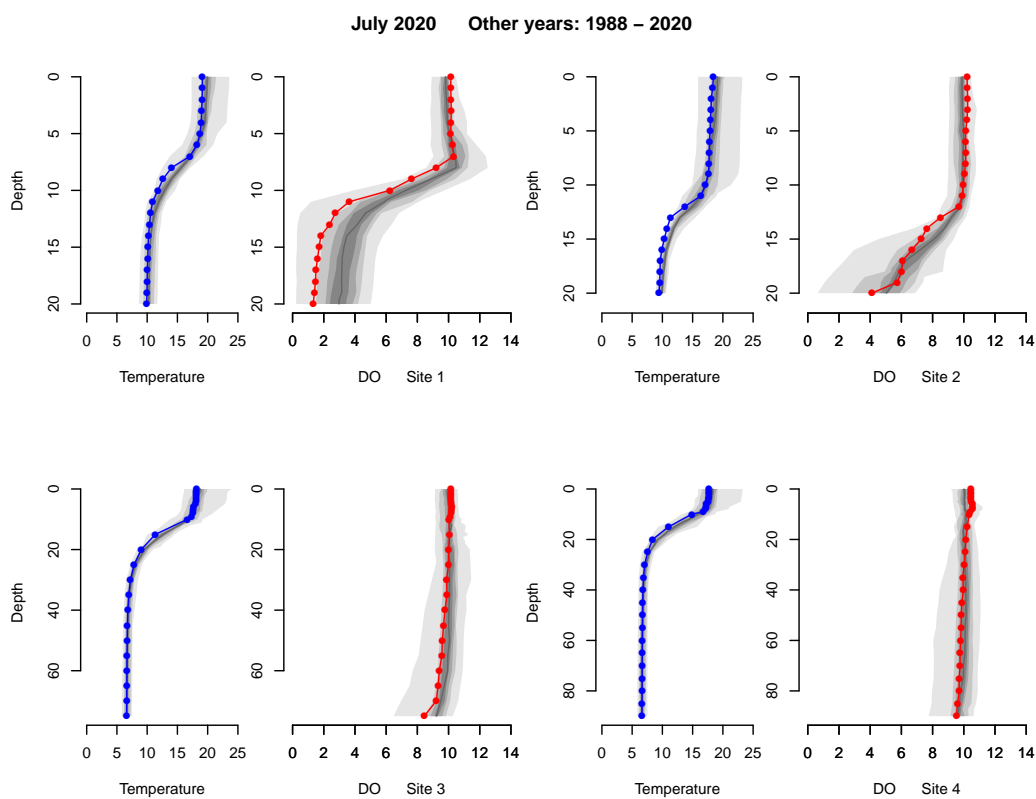 July 2020 Other years: 1988 – 2020
0 5 10 15 20
Depth
0 5 10 15 20 25
Temperature
0 2 4 6 8 10 12 14
DO Site 1
0 5 10 15 20
Depth
0 5 10 15 20 25
Temperature
0 2 4 6 8 10 12 14
DO Site 2
0 20 40 60
Depth
0 5 10 15 20 25
Temperature
0 2 4 6 8 10 12 14
DO Site 3
0 20 40 60 80
Depth
0 5 10 15 20 25
Temperature
0 2 4 6 8 10 12 14
DO Site 4